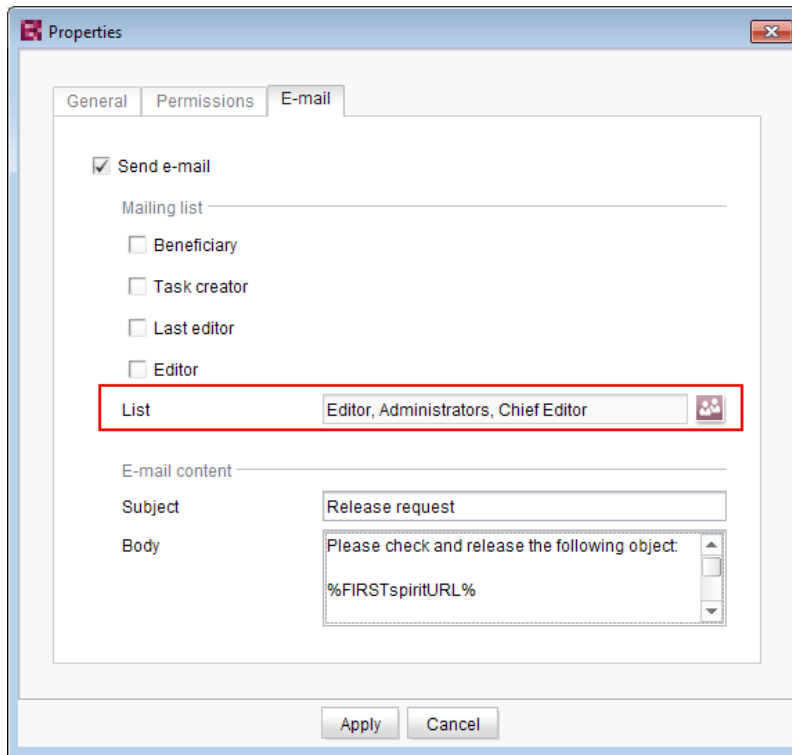 Properties
General Permissions E-mail
Send e-mail
Mailing list
Beneficiary
Task creator
Last editor
Editor
List Editor, Administrators, Chief Editor
E-mail content
Subject Release request
Body Please check and release the following object:
%FIRSTspiritURL%
Apply Cancel